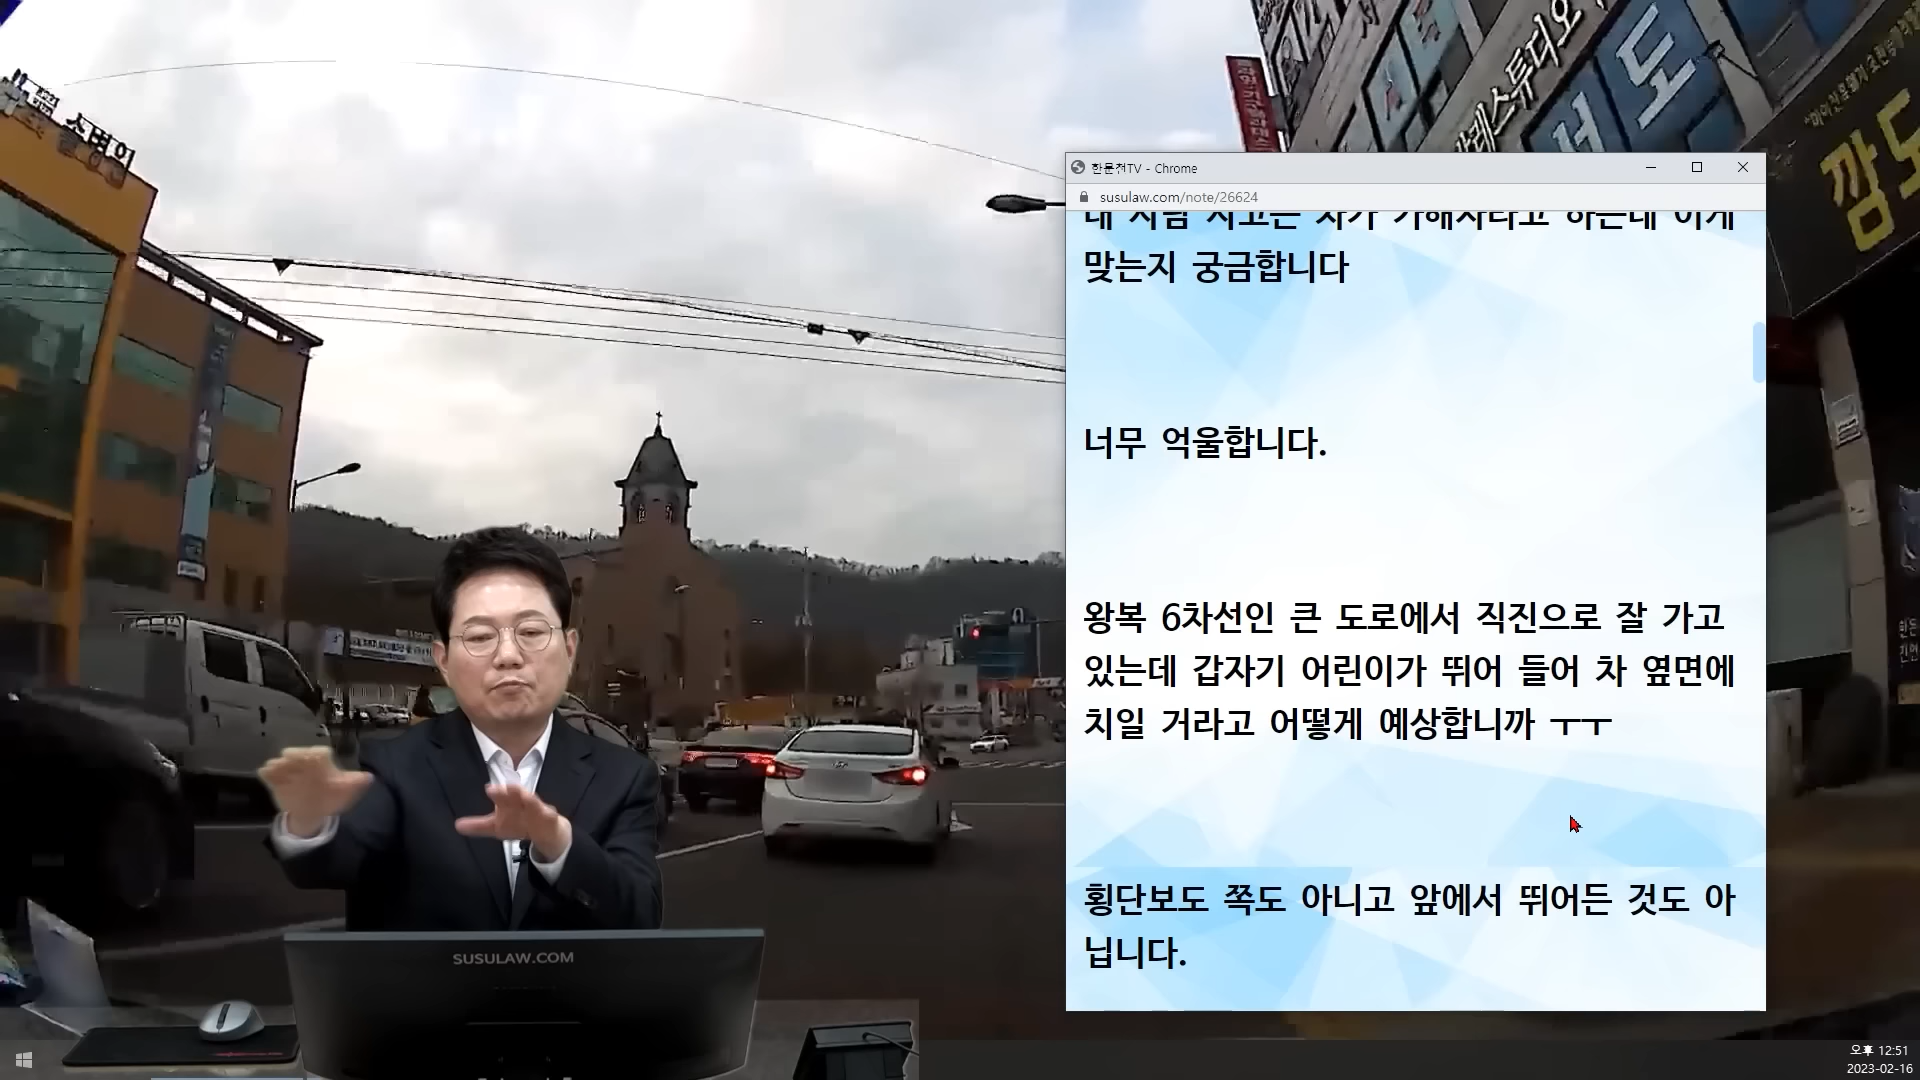 한문철TV - Chrome
susulaw.com/note/26624
맞는지 궁금합니다
너무 억울합니다.
왕복 6차선인 큰 도로에서 직진으로 잘 가고
있는데 갑자기 어린이가 뛰어 들어 차 옆면에
치일 거라고 어떻게 예상합니까 ㅜㅜ
횡단보도 쪽도 아니고 앞에서 뛰어든 것도 아
닙니다.
SUSULAW.COM
오후 12:51
2023-02-16